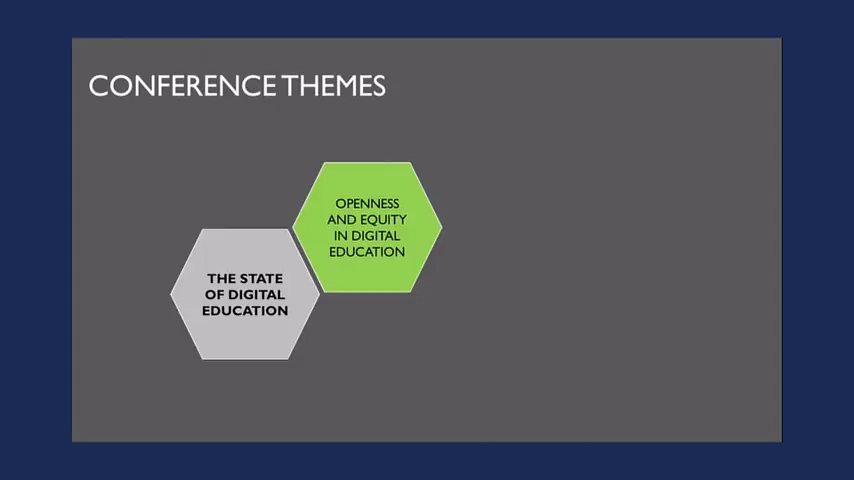 CONFERENCE THEMES
OPENNESS
AND EQUITY
IN DIGITAL
EDUCATION
THE STATE
OF DIGITAL
EDUCATION